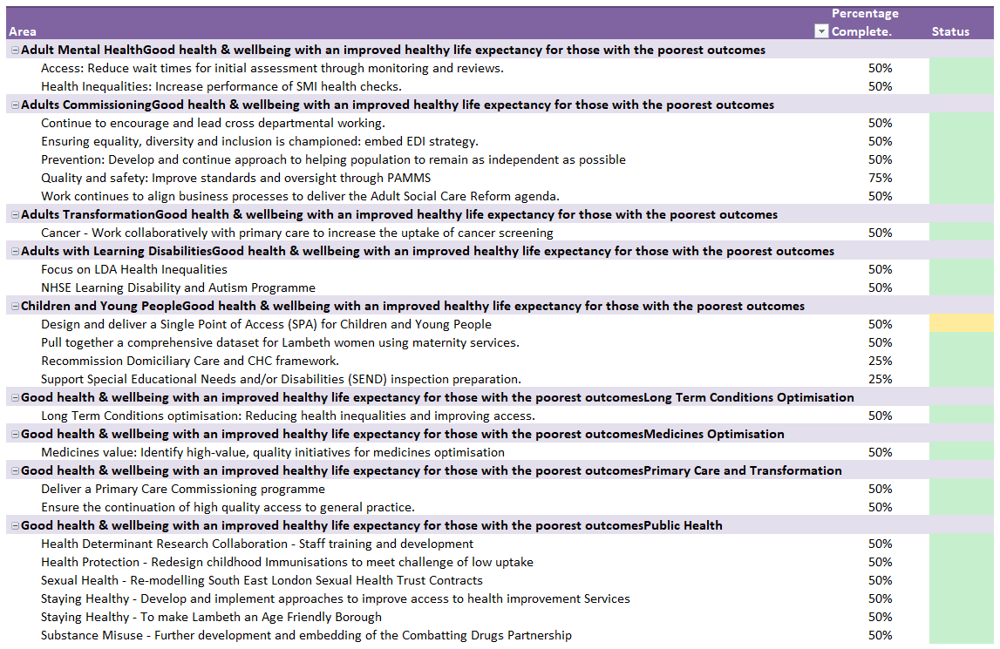 Area Percentage Complete. Status
Adult Mental HealthGood health & wellbeing with an improved healthy life expectancy for those with the poorest outcomes
Access: Reduce wait times for initial assessment through monitoring and reviews. 50%
Health Inequalities: Increase performance of SMI health checks. 50%
Adults CommissioningGood health & wellbeing with an improved healthy life expectancy for those with the poorest outcomes
Continue to encourage and lead cross departmental working. 50%
Ensuring equality, diversity and inclusion is championed: embed EDI strategy. 50%
Prevention: Develop and continue approach to helping population to remain as independent as possible 50%
Quality and safety: Improve standards and oversight through PAMMS 75%
Work continues to align business processes to deliver the Adult Social Care Reform agenda. 50%
Adults TransformationGood health & wellbeing with an improved healthy life expectancy for those with the poorest outcomes
Cancer - Work collaboratively with primary care to increase the uptake of cancer screening 50%
Adults with Learning DisabilitiesGood health & wellbeing with an improved healthy life expectancy for those with the poorest outcomes
Focus on LDA Health Inequalities 50%
NHSE Learning Disability and Autism Programme 50%
Children and Young PeopleGood health & wellbeing with an improved healthy life expectancy for those with the poorest outcomes
Design and deliver a Single Point of Access (SPA) for Children and Young People 50%
Pull together a comprehensive dataset for Lambeth women using maternity services. 50%
Recommission Domiciliary Care and CHC framework. 25%
Support Special Educational Needs and/or Disabilities (SEND) inspection preparation. 25%
Good health & wellbeing with an improved healthy life expectancy for those with the poorest outcomesLong Term Conditions Optimisation
Long Term Conditions optimisation: Reducing health inequalities and improving access. 50%
Good health & wellbeing with an improved healthy life expectancy for those with the poorest outcomesMedicines Optimisation
Medicines value: Identify high-value, quality initiatives for medicines optimisation 50%
Good health & wellbeing with an improved healthy life expectancy for those with the poorest outcomesPrimary Care and Transformation
Deliver a Primary Care Commissioning programme 50%
Ensure the continuation of high quality access to general practice. 50%
Good health & wellbeing with an improved healthy life expectancy for those with the poorest outcomesPublic Health
Health Determinant Research Collaboration - Staff training and development 50%
Health Protection - Redesign childhood Immunisations to meet challenge of low uptake 50%
Sexual Health - Re-modelling South East London Sexual Health Trust Contracts 50%
Staying Healthy - Develop and implement approaches to improve access to health improvement Services 50%
Staying Healthy - To make Lambeth an Age Friendly Borough 50%
Substance Misuse - Further development and embedding of the Combatting Drugs Partnership 50%